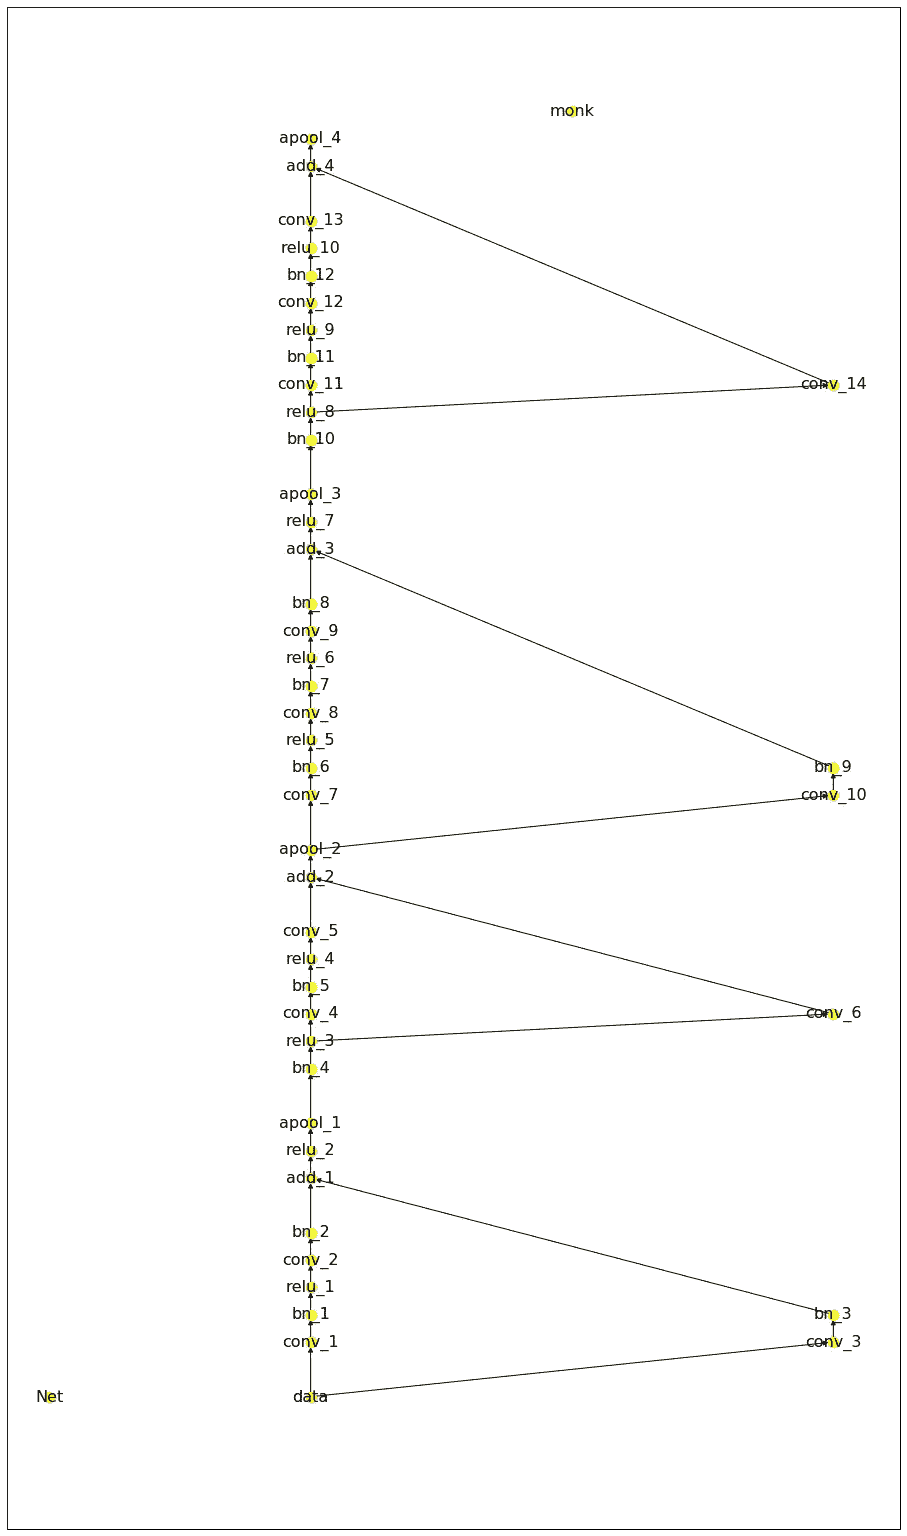 monk
apool_4
add_4
conv_13
relu_10
bn_12
conv_12
relu_9
bn_11
conv_11 conv_14
relu_8
bn_10
apool_3
relu_7
add_3
bn_8
conv_9
relu_6
bn_7
conv_8
relu_5
bn_6 bn_9
conv_7 conv_10
apool_2
add_2
conv_5
relu_4
bn_5
conv_4 conv_6
relu_3
bn_4
apool_1
relu_2
add_1
bn_2
conv_2
relu_1
bn_1 bn_3
conv_1 conv_3
Net data